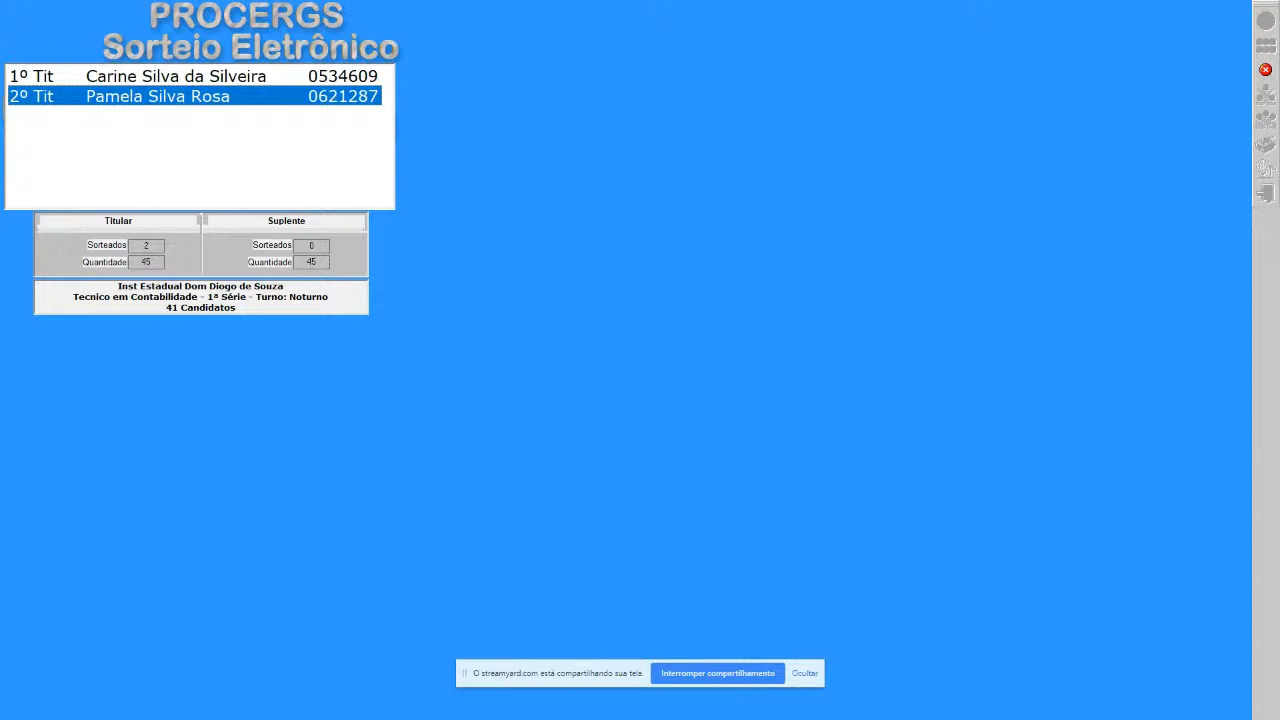 PROCERGS
Sorteio Eletrônico
1º Tit Carine Silva da Silveira 0534609
2º Tit Pamela Silva Rosa 0621287
Titular Suplente
Sorteados 2 Sorteados 0
Quantidade 45 Quantidade 45
Inst Estadual Dom Diogo de Souza
Tecnico em Contabilidade - 1ª Série - Turno: Noturno
41 Candidatos
O streamyard.com está compartilhando sua tela. Interromper compartilhamento Ocultar